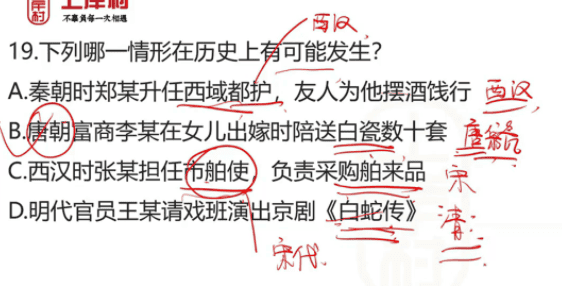 上岸村
不辜负每一次相遇
西汉
19.下列哪一情形在历史上有可能发生?
A.秦朝时郑某升任西域都护，友人为他摆酒饯行 西汉
B.唐朝富商李某在女儿出嫁时陪送白瓷数十套 唐
C.西汉时张某担任市舶使，负责采购舶来品 宋
D.明代官员王某请戏班演出京剧《白蛇传》 清
宋代